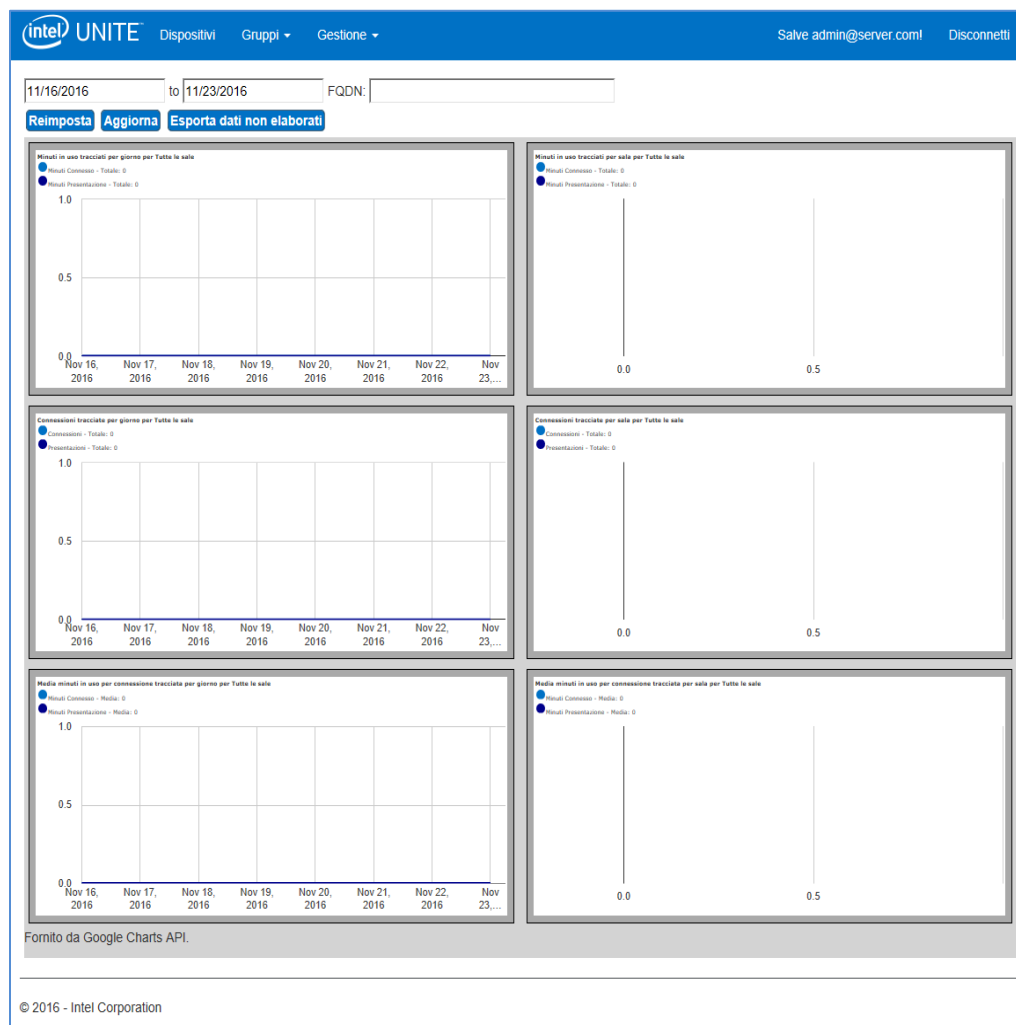 intel UNITE™ Dispositivi Gruppi Gestione Salve admin@server.com! Disconnetti
11/16/2016 to 11/23/2016 FQDN:
Reimposta Aggiorna Esporta dati non elaborati
Minuti in uso tracciati per giorno per Tutte le sale
Minuti Connesso - Totale: 0
Minuti Presentazione - Totale: 0
1.0
0.5
0.0
Nov 16, Nov 17, Nov 18, Nov 19, Nov 20, Nov 21, Nov 22, Nov
2016 2016 2016 2016 2016 2016 2016 23,...
Minuti in uso tracciati per sala per Tutte le sale
Minuti Connesso - Totale: 0
Minuti Presentazione - Totale: 0
0.0 0.5
Connessioni tracciate per giorno per Tutte le sale
Connessioni - Totale: 0
Presentazioni - Totale: 0
1.0
0.5
0.0
Nov 16, Nov 17, Nov 18, Nov 19, Nov 20, Nov 21, Nov 22, Nov
2016 2016 2016 2016 2016 2016 2016 23,...
Connessioni tracciate per sala per Tutte le sale
Connessioni - Totale: 0
Presentazioni - Totale: 0
0.0 0.5
Media minuti in uso per connessione tracciata per giorno per Tutte le sale
Minuti Connesso - Media: 0
Minuti Presentazione - Media: 0
1.0
0.5
0.0
Nov 16, Nov 17, Nov 18, Nov 19, Nov 20, Nov 21, Nov 22, Nov
2016 2016 2016 2016 2016 2016 2016 23,...
Media minuti in uso per connessione tracciata per sala per Tutte le sale
Minuti Connesso - Media: 0
Minuti Presentazione - Media: 0
0.0 0.5
Fornito da Google Charts API.
© 2016 - Intel Corporation